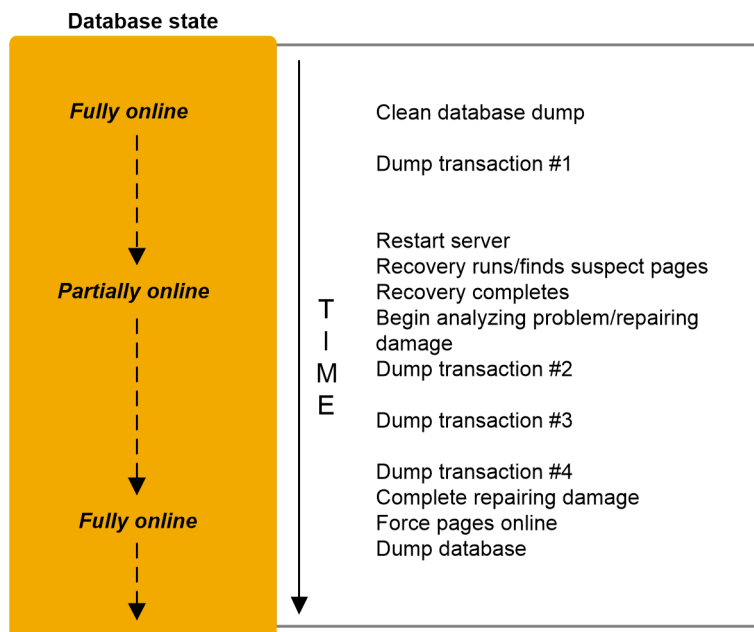 Database state
Fully online
Clean database dump
Dump transaction #1
Restart server
Recovery runs/finds suspect pages
Partially online
Recovery completes
Begin analyzing problem/repairing
damage
Dump transaction #2
Dump transaction #3
Dump transaction #4
Complete repairing damage
Fully online
Force pages online
Dump database
T
I
M
E